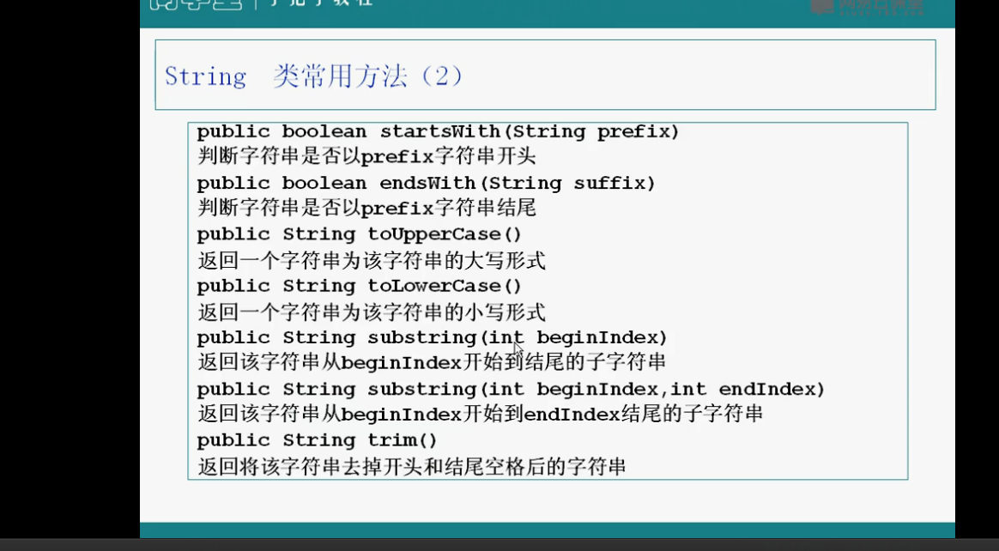 String 类常用方法（2）
public boolean startsWith(String prefix)
判断字符串是否以prefix字符串开头
public boolean endsWith(String suffix)
判断字符串是否以prefix字符串结尾
public String toUpperCase()
返回一个字符串为该字符串的大写形式
public String toLowerCase()
返回一个字符串为该字符串的小写形式
public String substring(int beginIndex)
返回该字符串从beginIndex开始到结尾的子字符串
public String substring(int beginIndex,int endIndex)
返回该字符串从beginIndex开始到endIndex结尾的子字符串
public String trim()
返回将该字符串去掉开头和结尾空格后的字符串